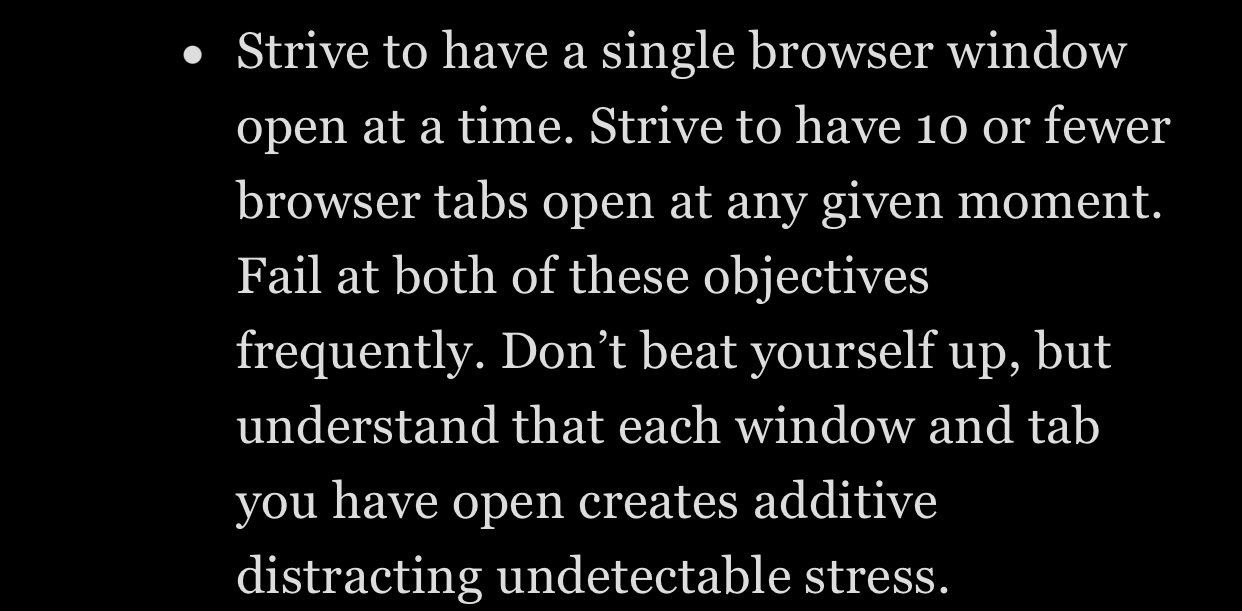 • Strive to have a single browser window
open at a time. Strive to have 10 or fewer
browser tabs open at any given moment.
Fail at both of these objectives
frequently. Don’t beat yourself up, but
understand that each window and tab
you have open creates additive
distracting undetectable stress.